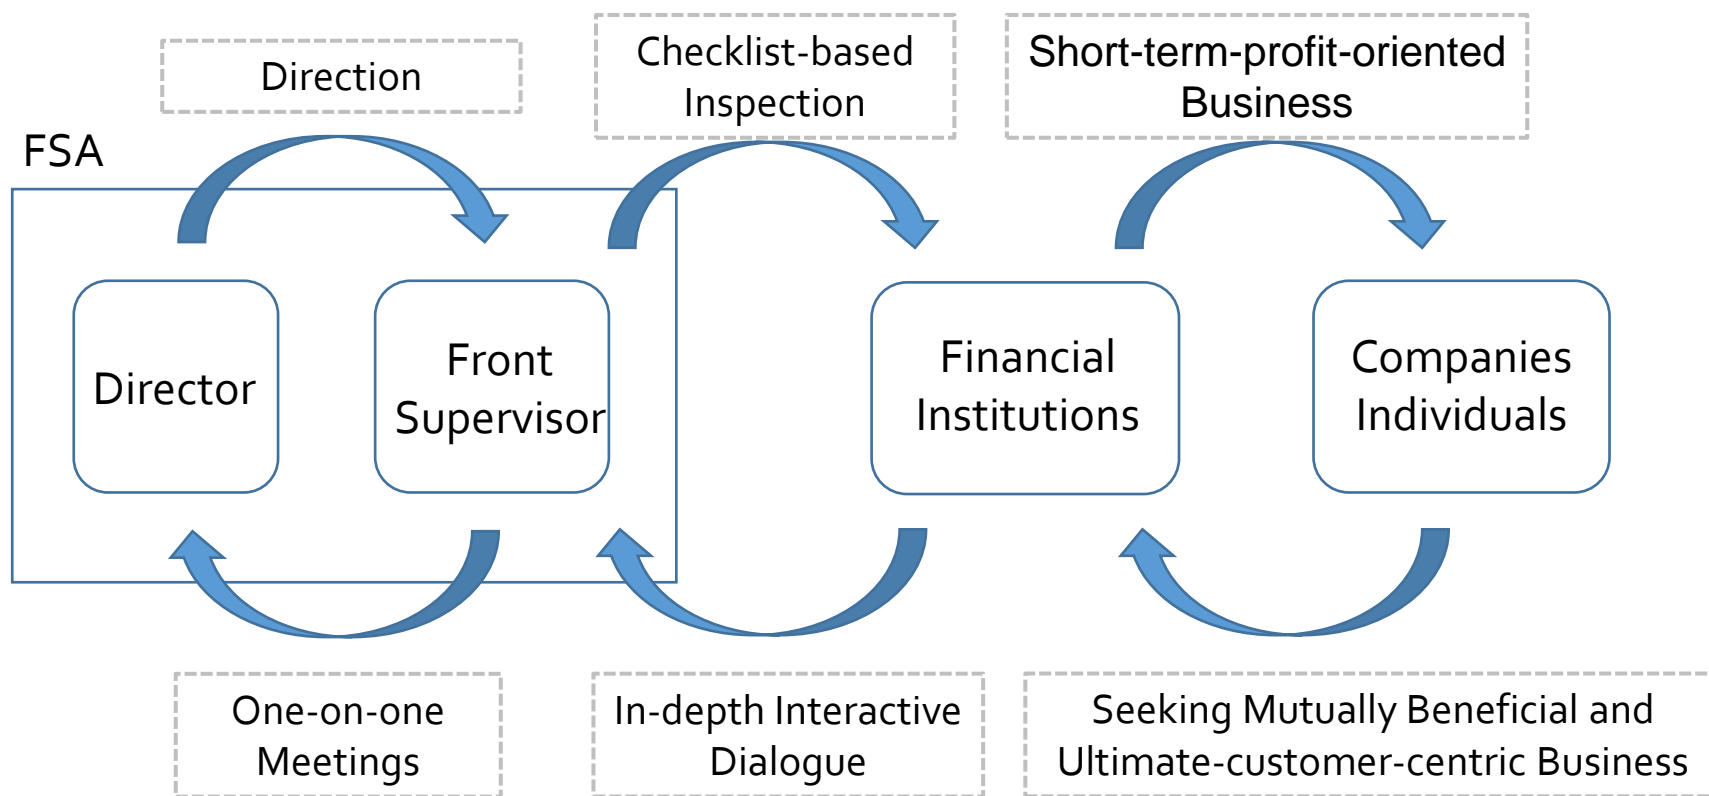 Direction
Checklist-based
Inspection
Short-term-profit-oriented
Business
FSA
Director
Front
Supervisor
Financial
Institutions
Companies
Individuals
One-on-one
Meetings
In-depth Interactive
Dialogue
Seeking Mutually Beneficial and
Ultimate-customer-centric Business